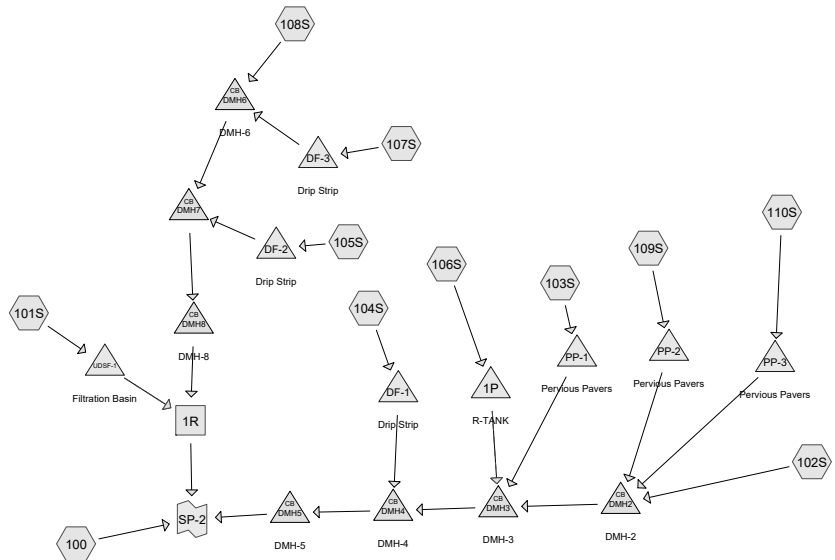 108S
CB
DMH6
DMH-6
107S
DF-3
Drip Strip
CB
DMH7
110S
105S
DF-2
Drip Strip
109S
106S
103S
104S
101S
CB
DMH8
DMH-8
UDSF-1
Filtration Basin
PP-1
Pervious Pavers
PP-2
Pervious Pavers
PP-3
Pervious Pavers
DF-1
Drip Strip
1P
R-TANK
1R
102S
CB
DMH2
DMH-2
CB
DMH3
DMH-3
CB
DMH4
DMH-4
CB
DMH5
DMH-5
SP-2
100